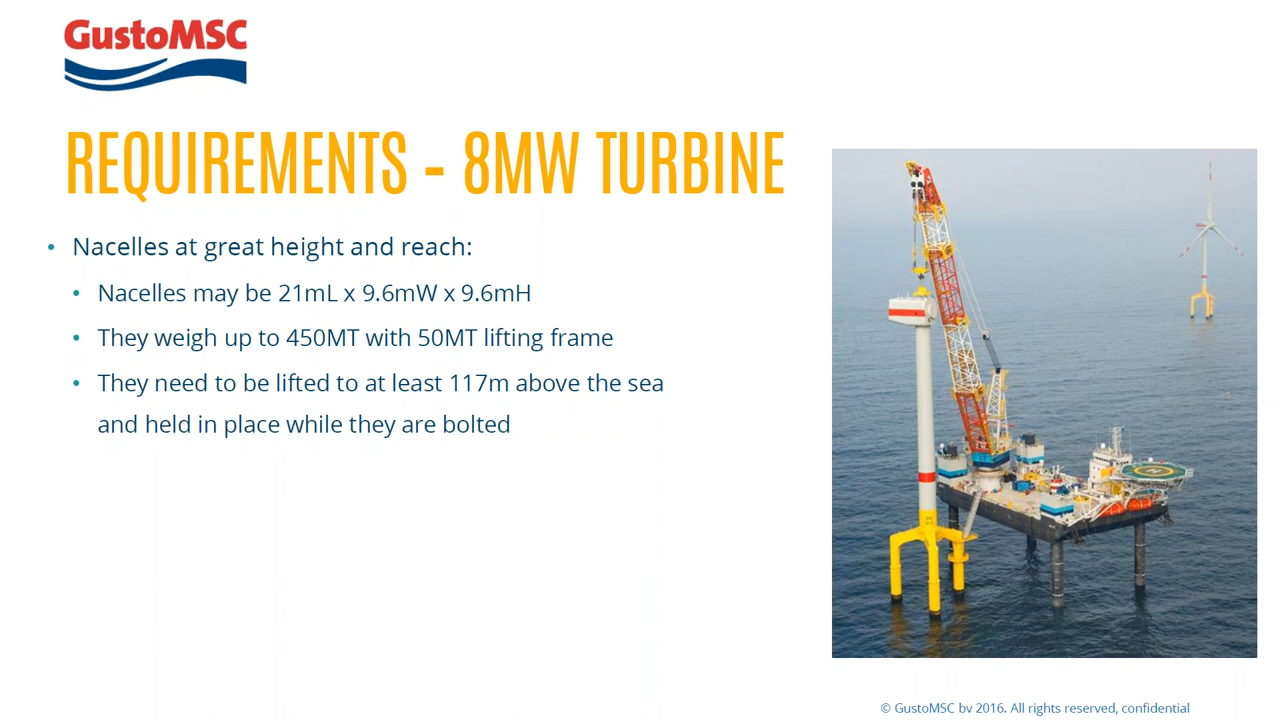 GustoMSC
REQUIREMENTS – 8MW TURBINE
• Nacelles at great height and reach:
• Nacelles may be 21mL x 9.6mW x 9.6mH
• They weigh up to 450MT with 50MT lifting frame
• They need to be lifted to at least 117m above the sea
and held in place while they are bolted
© GustoMSC bv 2016. All rights reserved, confidential